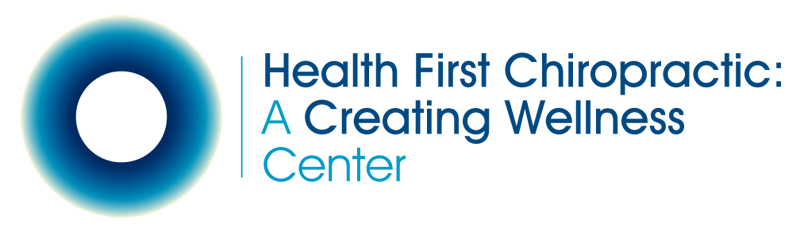 Health First Chiropractic:
A Creating Wellness
Center